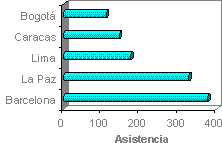 Bogotá
Caracas
Lima
La Paz
Barcelona
0 100 200 300 400
Asistencia